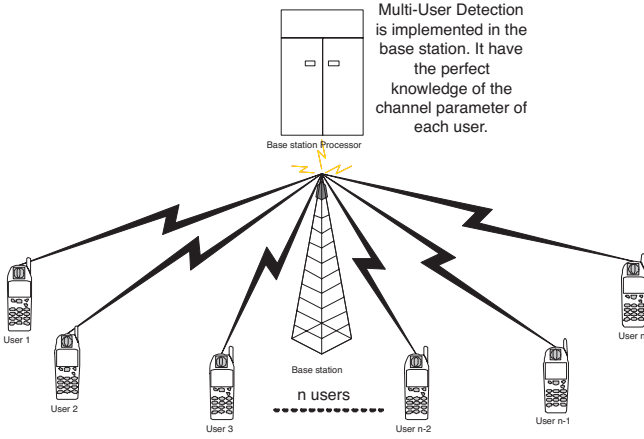 Multi-User Detection
is implemented in the
base station. It have
the perfect
knowledge of the
channel parameter of
each user.
Base station Processor
User 1
User n
Base station
User 2
User 3
n users
User n-2
User n-1